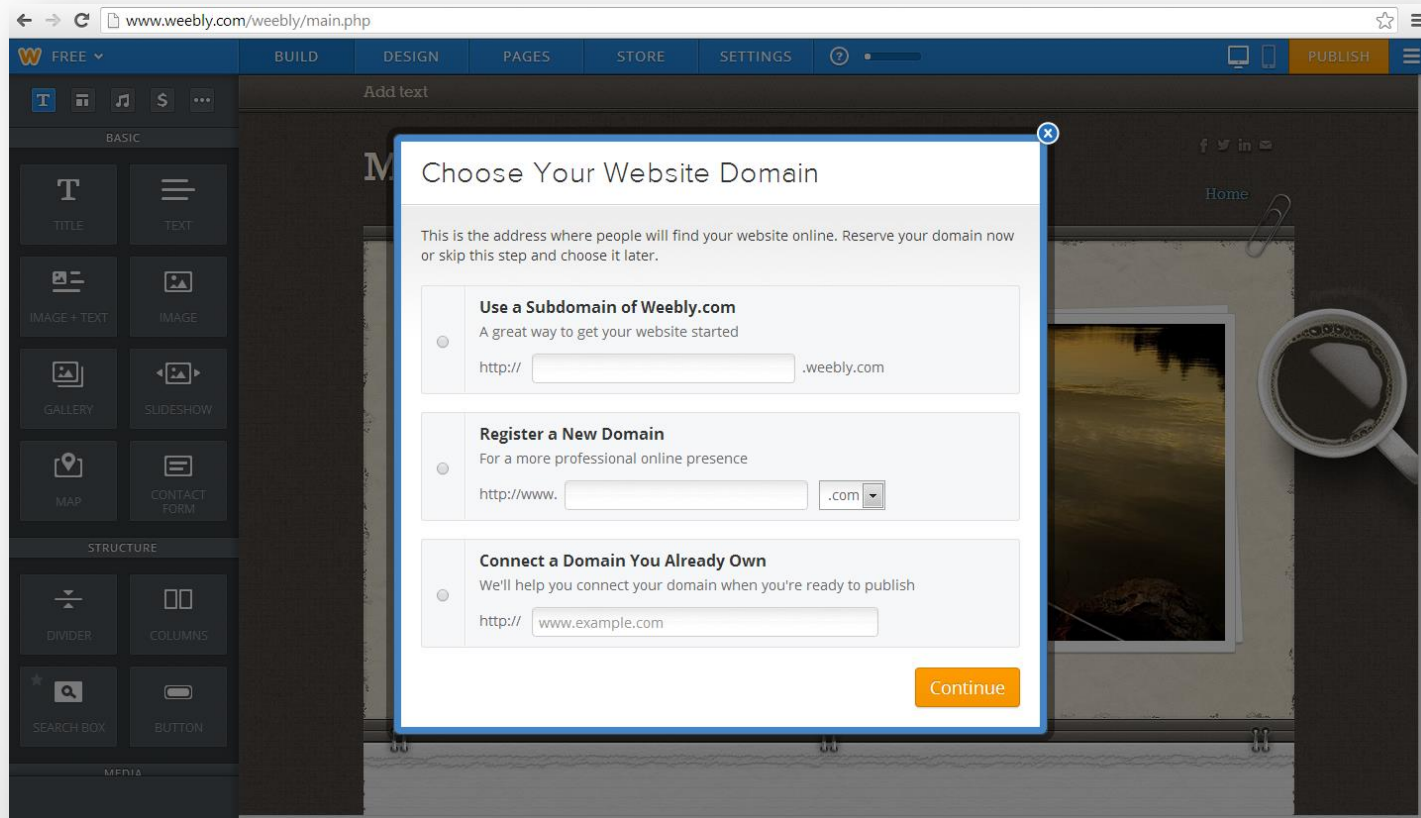 www.weebly.com/weebly/main.php
W FREE BUILD DESIGN PAGES STORE SETTINGS ? PUBLISH
T $
Add text
BASIC
M
Home
T
TITLE TEXT
IMAGE + TEXT IMAGE
GALLERY SLIDESHOW
MAP CONTACT FORM
STRUCTURE
DIVIDER COLUMNS
SEARCH BOX BUTTON
MEDIA
Choose Your Website Domain
This is the address where people will find your website online. Reserve your domain now
or skip this step and choose it later.
Use a Subdomain of Weebly.com
A great way to get your website started
http:// .weebly.com
Register a New Domain
For a more professional online presence
http://www. .com
Connect a Domain You Already Own
We'll help you connect your domain when you're ready to publish
http:// www.example.com
Continue